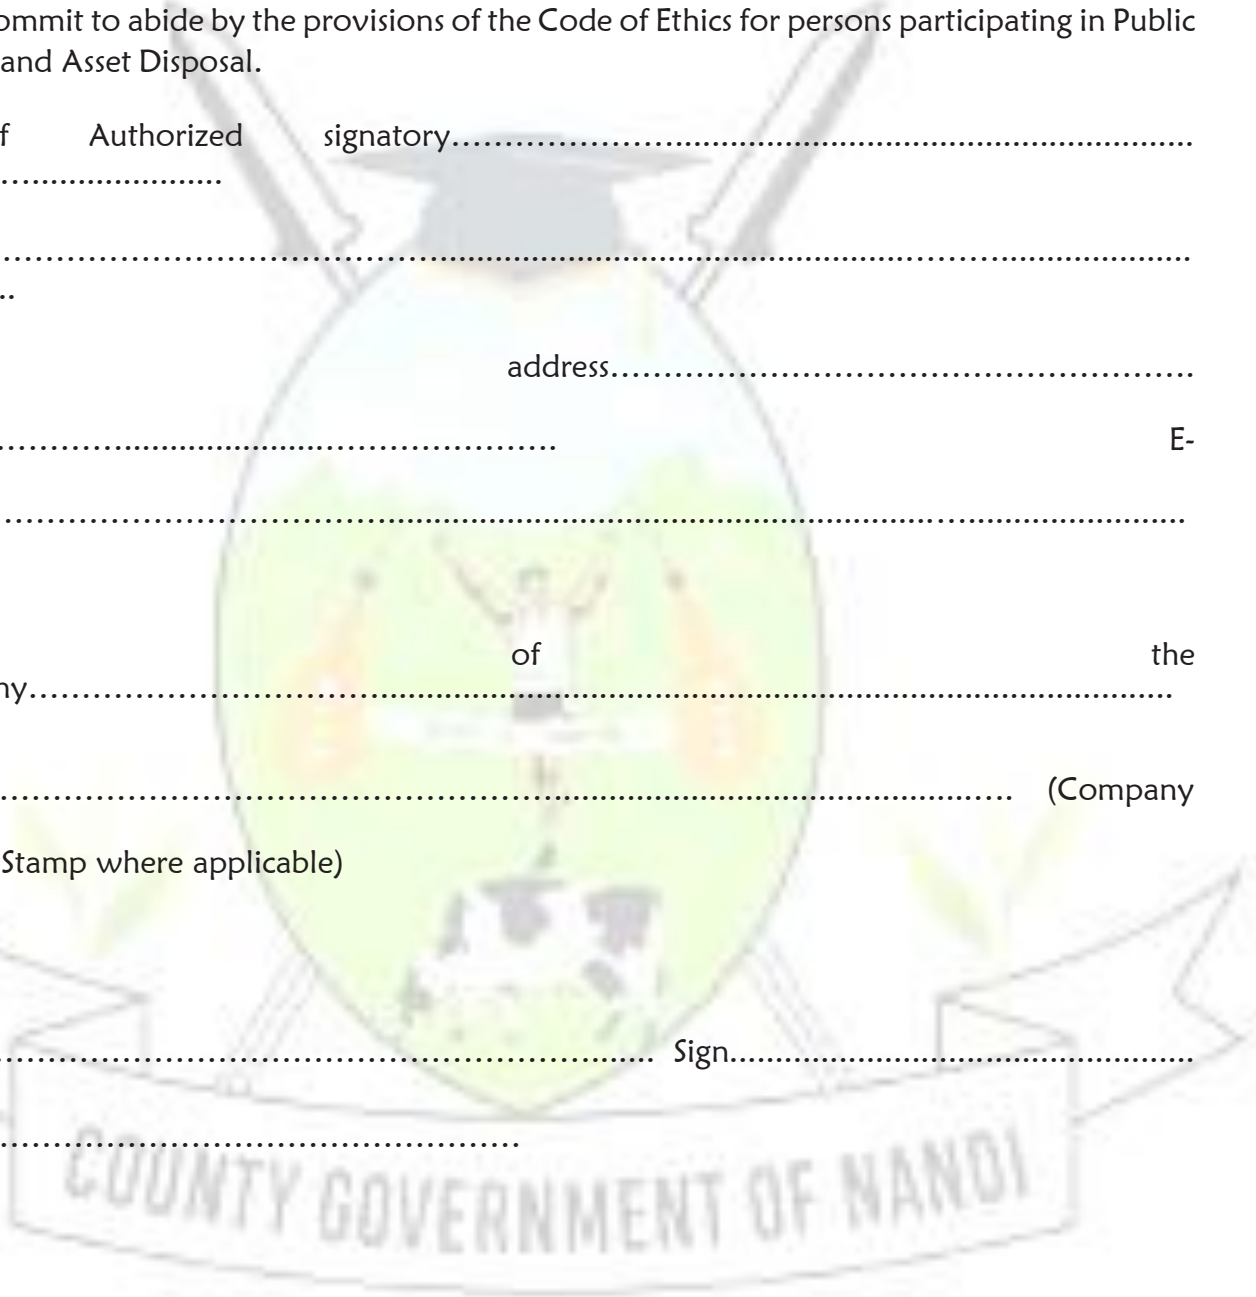 ommit to abide by the provisions of the Code of Ethics for persons participating in Public
and Asset Disposal.
f Authorized signatory........................................................................
.........................
....................................................................................................
..
address.............................................
...................................................... E-
....................................................................................................
of the
ny...................................................................................................
.................................................................................... (Company
Stamp where applicable)
....................................................... Sign........................................
..............................................
COUNTY GOVERNMENT OF NANDI